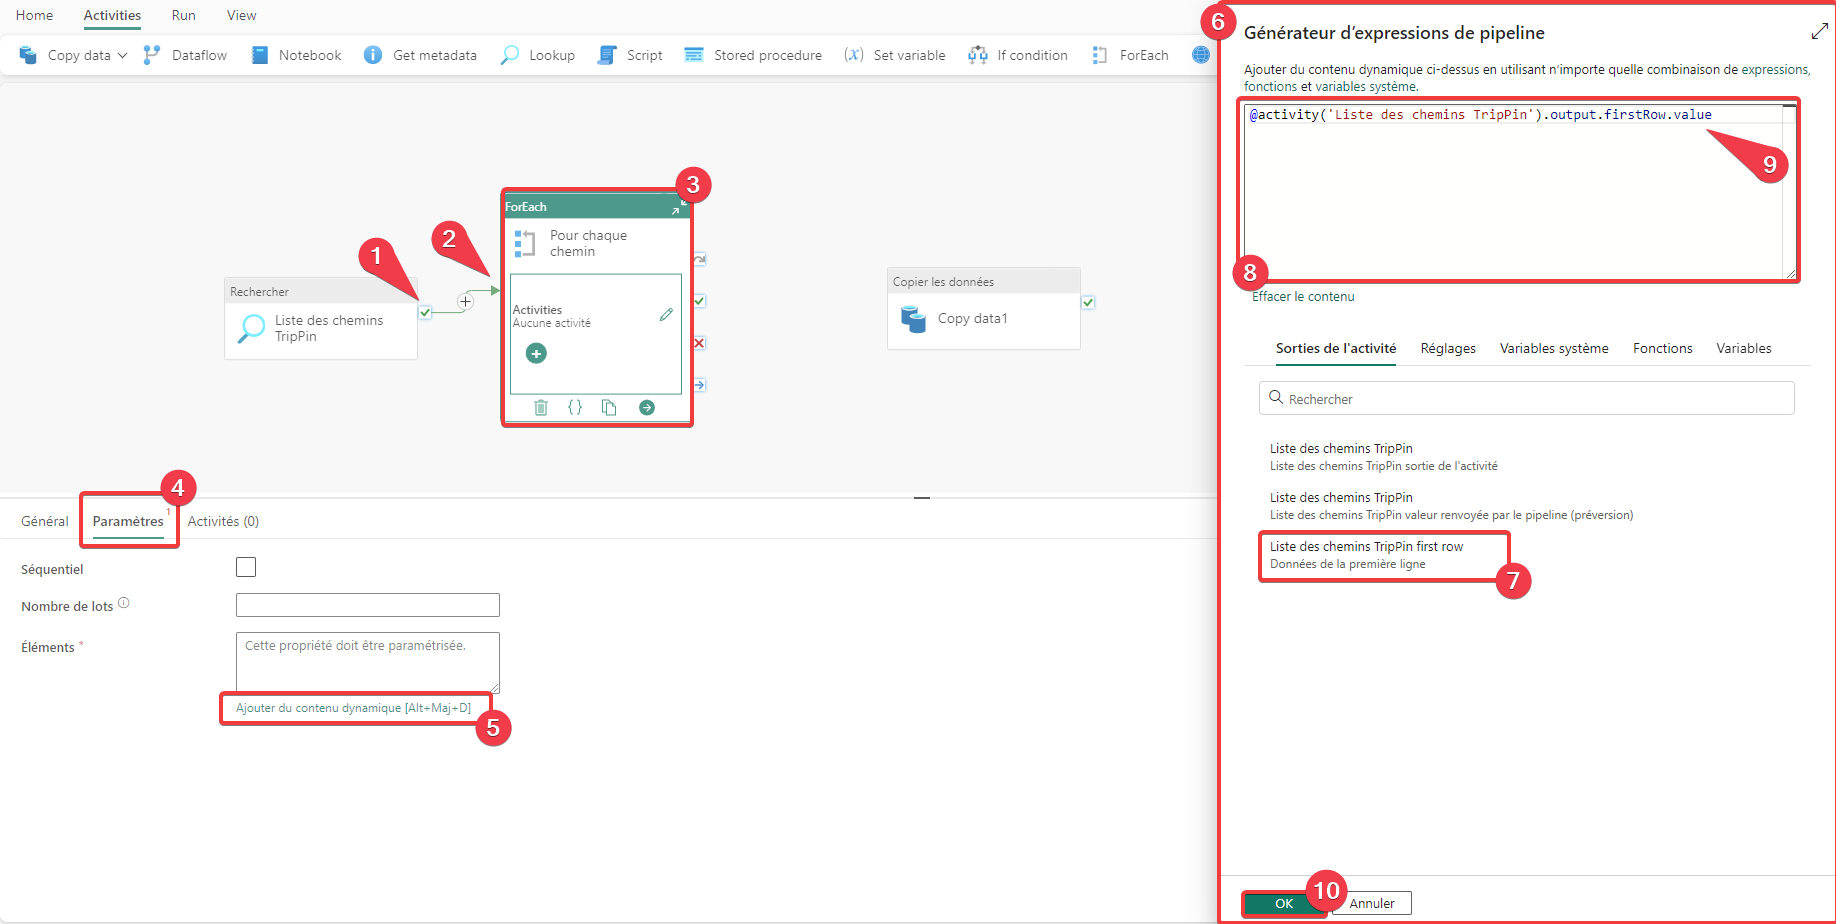 Home Activities Run View
Copy data Dataflow Notebook Get metadata Lookup Script Stored procedure Set variable If condition ForEach
1
2
3
ForEach
Pour chaque
chemin
Activities
Aucune activité
Rechercher
Liste des chemins
TripPin
Copier les données
Copy data1
4
Général Paramètres 1 Activités (0)
Séquentiel
Nombre de lots
Éléments *
Cette propriété doit être paramétrisée.
Ajouter du contenu dynamique [Alt+Maj+D]
5
6
Générateur d'expressions de pipeline
Ajouter du contenu dynamique ci-dessus en utilisant n'importe quelle combinaison de expressions,
fonctions et variables système.
@activity('Liste des chemins TripPin').output.firstRow.value
9
8
Effacer le contenu
Sorties de l'activité Réglages Variables système Fonctions Variables
Rechercher
Liste des chemins TripPin
Liste des chemins TripPin sortie de l'activité
Liste des chemins TripPin
Liste des chemins TripPin valeur renvoyée par le pipeline (préversion)
Liste des chemins TripPin first row
Données de la première ligne
7
10
OK Annuler